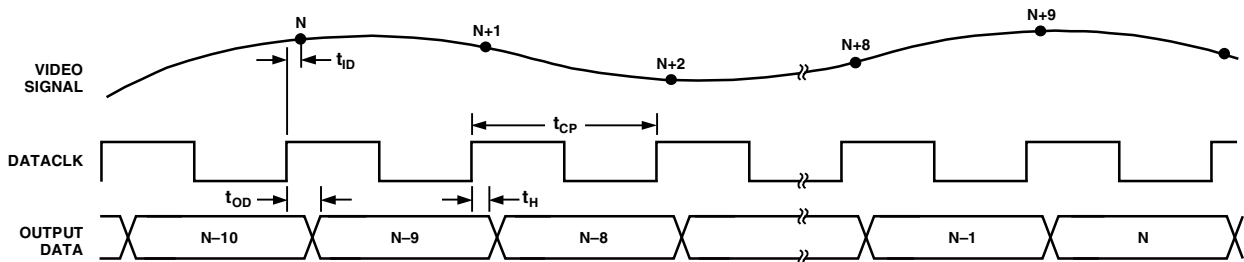 N
N+1
N+2
N+8
N+9
VIDEO
SIGNAL
tID
tCP
DATACLK
tOD
tH
OUTPUT
DATA
N–10
N–9
N–8
N–1
N